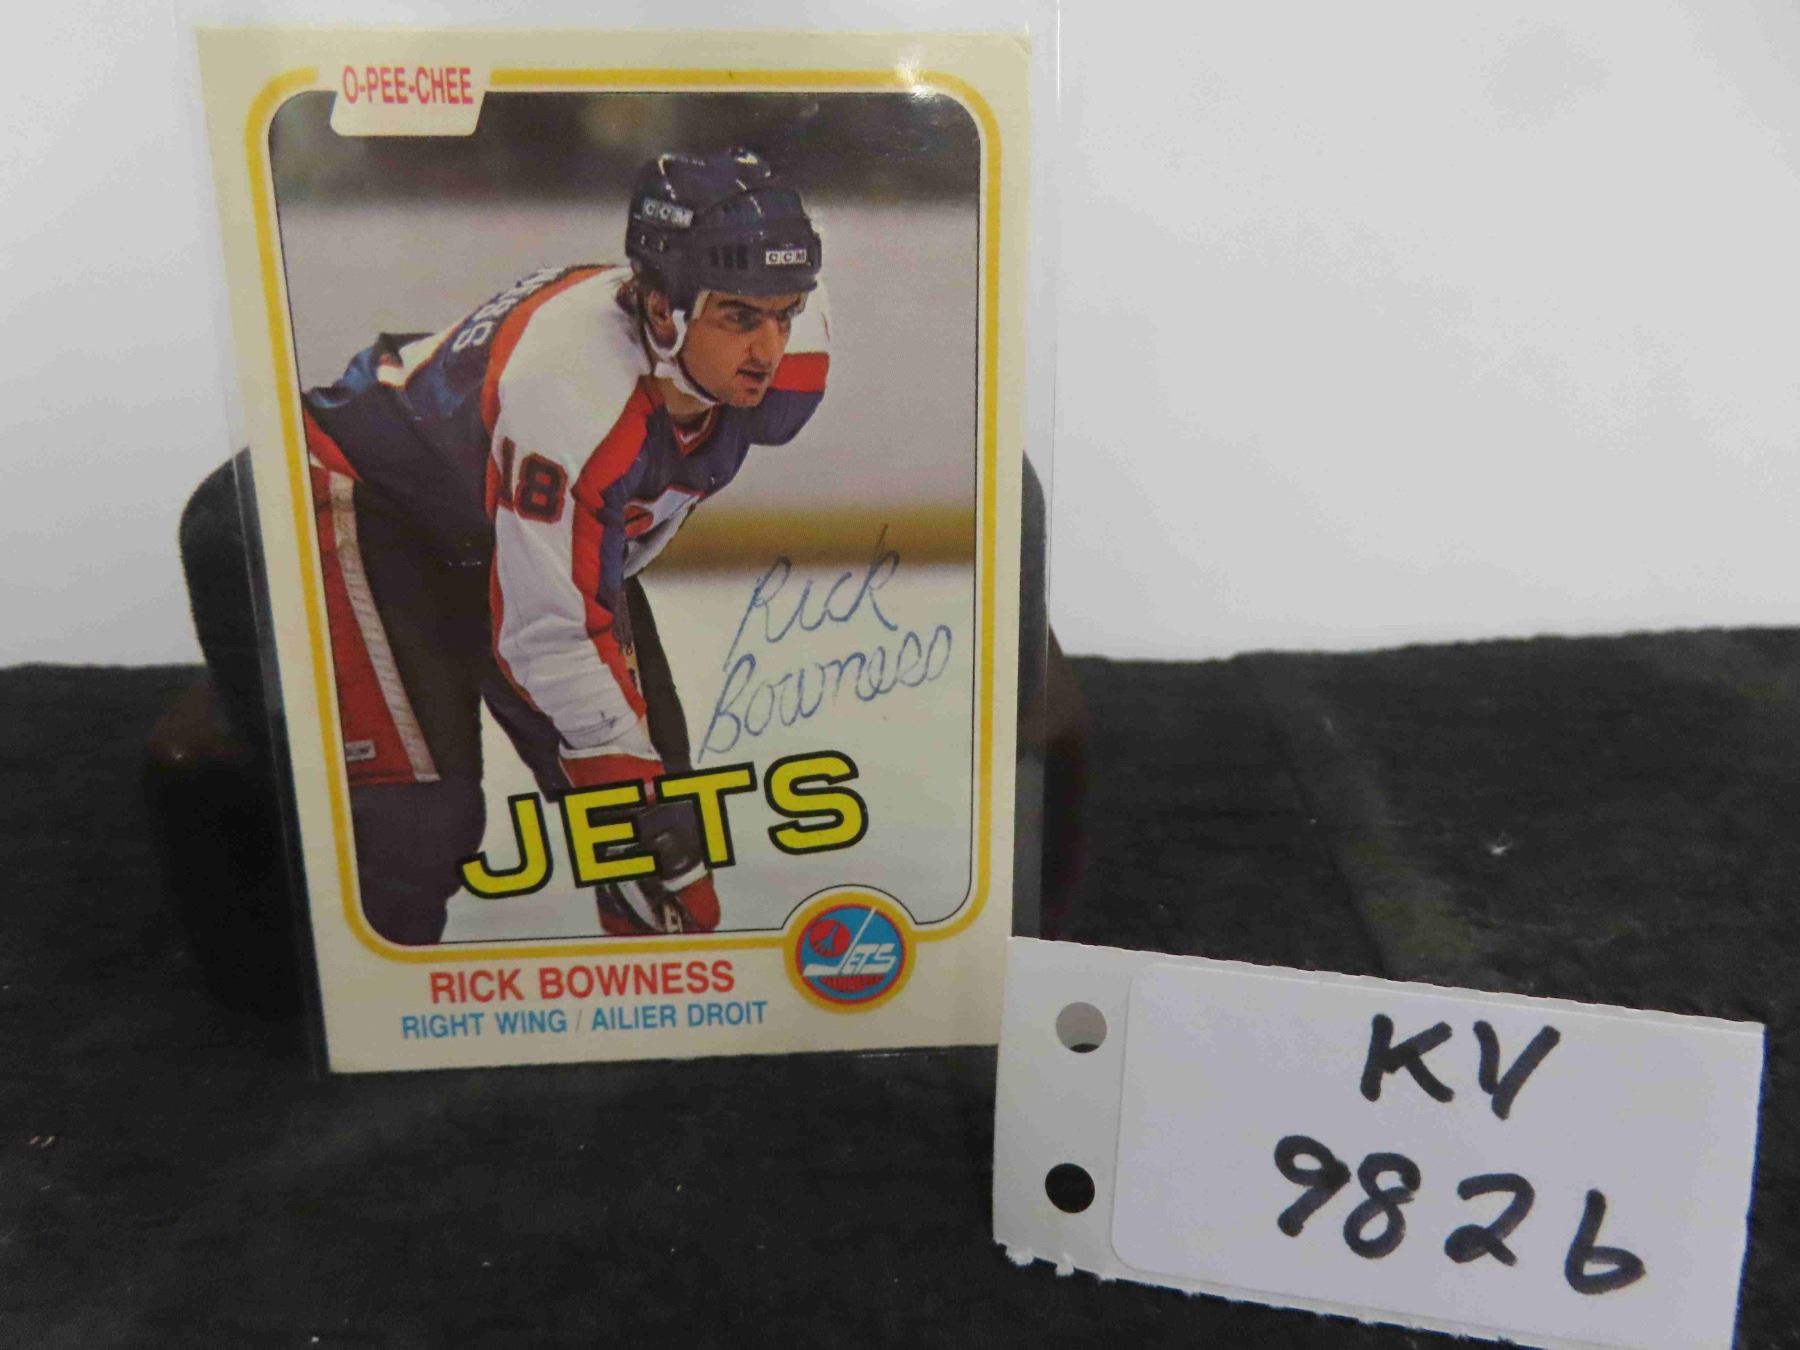 O-PEE-CHEE
CCM
CCM
18
Rick
Bowness
JETS
JETS
RICK BOWNESS
RIGHT WING / AILIER DROIT
KV
9826